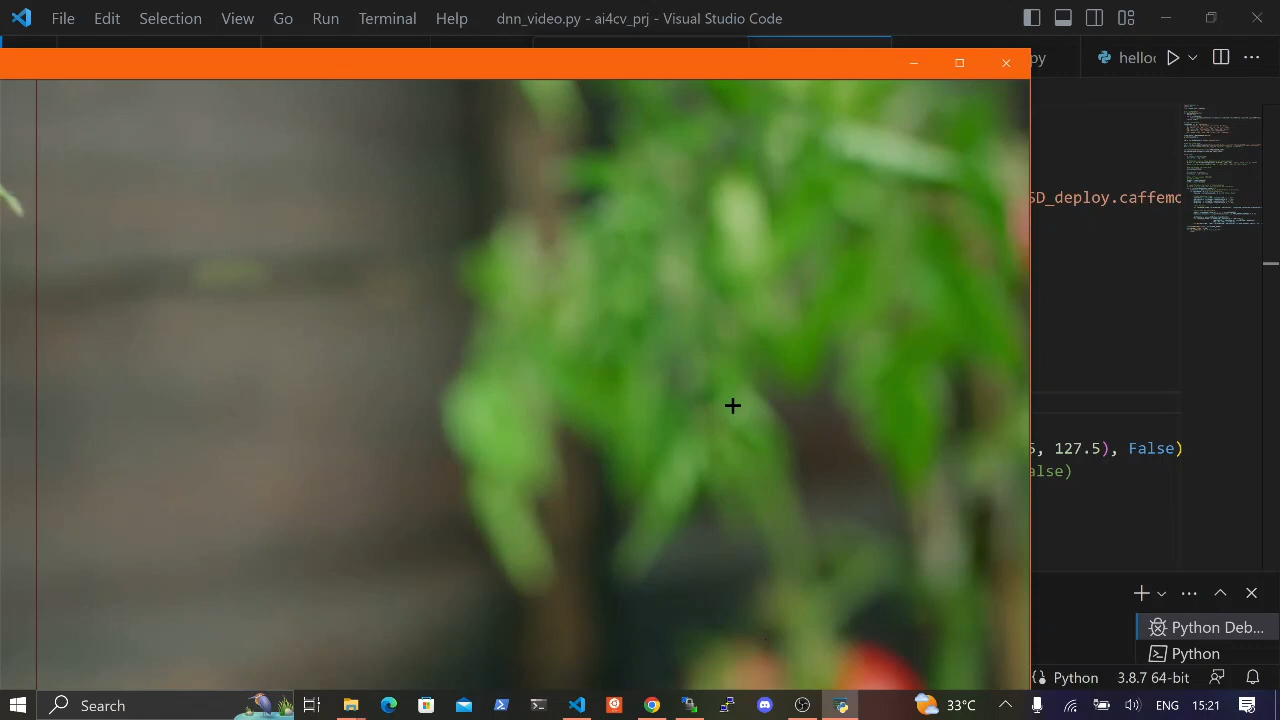 File Edit Selection View Go Run Terminal Help dnn_video.py - ai4cv_prj - Visual Studio Code
py
SD_deploy.caffemo
5, 127.5), False)
alse)
Python Deb...
Python
Python 3.8.7 64-bit
Search
33°C
ENG 15:21